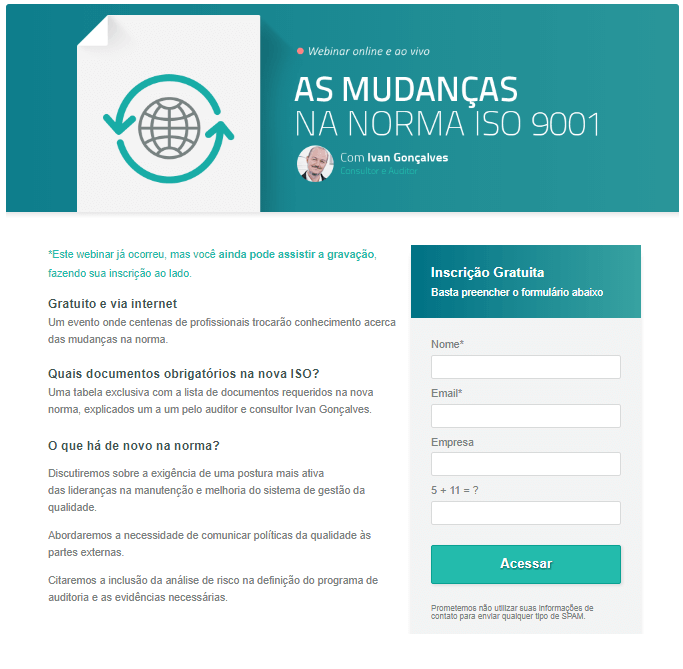 Webinar online e ao vivo
AS MUDANÇAS
NA NORMA ISO 9001
Com Ivan Gonçalves
Consultor e Auditor
*Este webinar já ocorreu, mas você ainda pode assistir a gravação,
fazendo sua inscrição ao lado.
Gratuito e via internet
Um evento onde centenas de profissionais trocarão conhecimento acerca
das mudanças na norma.
Quais documentos obrigatórios na nova ISO?
Uma tabela exclusiva com a lista de documentos requeridos na nova
norma, explicados um a um pelo auditor e consultor Ivan Gonçalves.
O que há de novo na norma?
Discutiremos sobre a exigência de uma postura mais ativa
das lideranças na manutenção e melhoria do sistema de gestão da
qualidade.
Abordaremos a necessidade de comunicar políticas da qualidade às
partes externas.
Citaremos a inclusão da análise de risco na definição do programa de
auditoria e as evidências necessárias.
Inscrição Gratuita
Basta preencher o formulário abaixo
Nome*
Email*
Empresa
5 + 11 = ?
Acessar
Prometemos não utilizar suas informações de
contato para enviar qualquer tipo de SPAM.